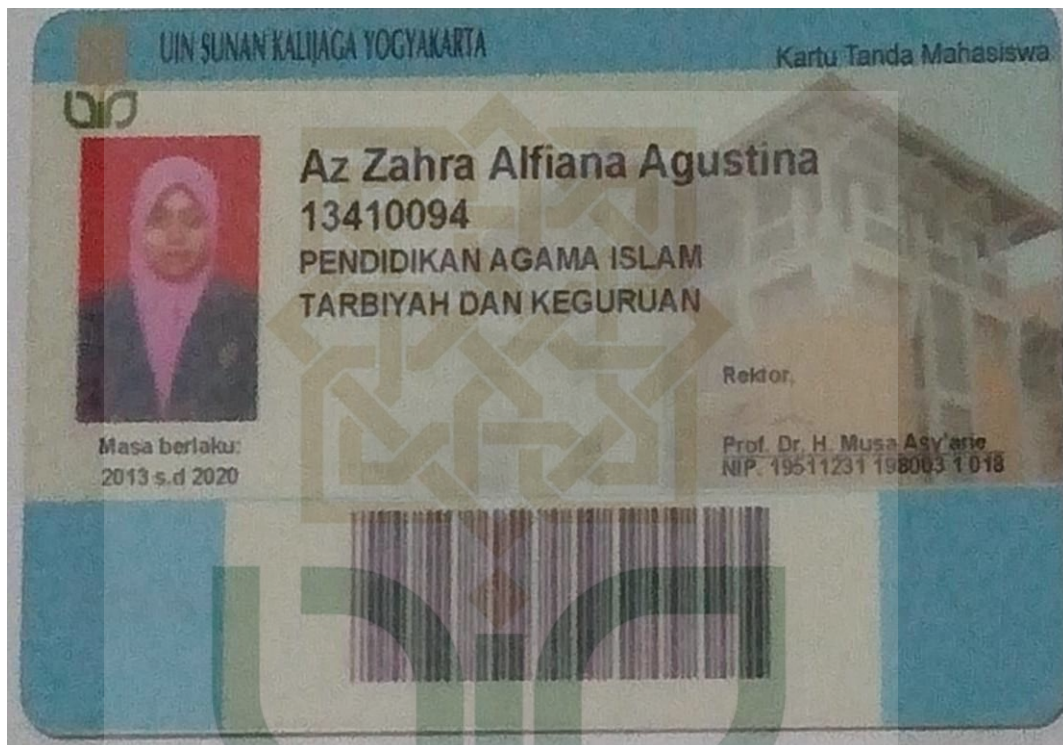 UIN SUNAN KALIJAGA YOGYAKARTA
Kartu Tanda Mahasiswa
uin
Az Zahra Alfiana Agustina
13410094
PENDIDIKAN AGAMA ISLAM
TARBIYAH DAN KEGURUAN
Rektor,
Prof. Dr. H. Musa Asy'arie
NIP. 19511231 198003 1 018
Masa berlaku:
2013 s.d 2020